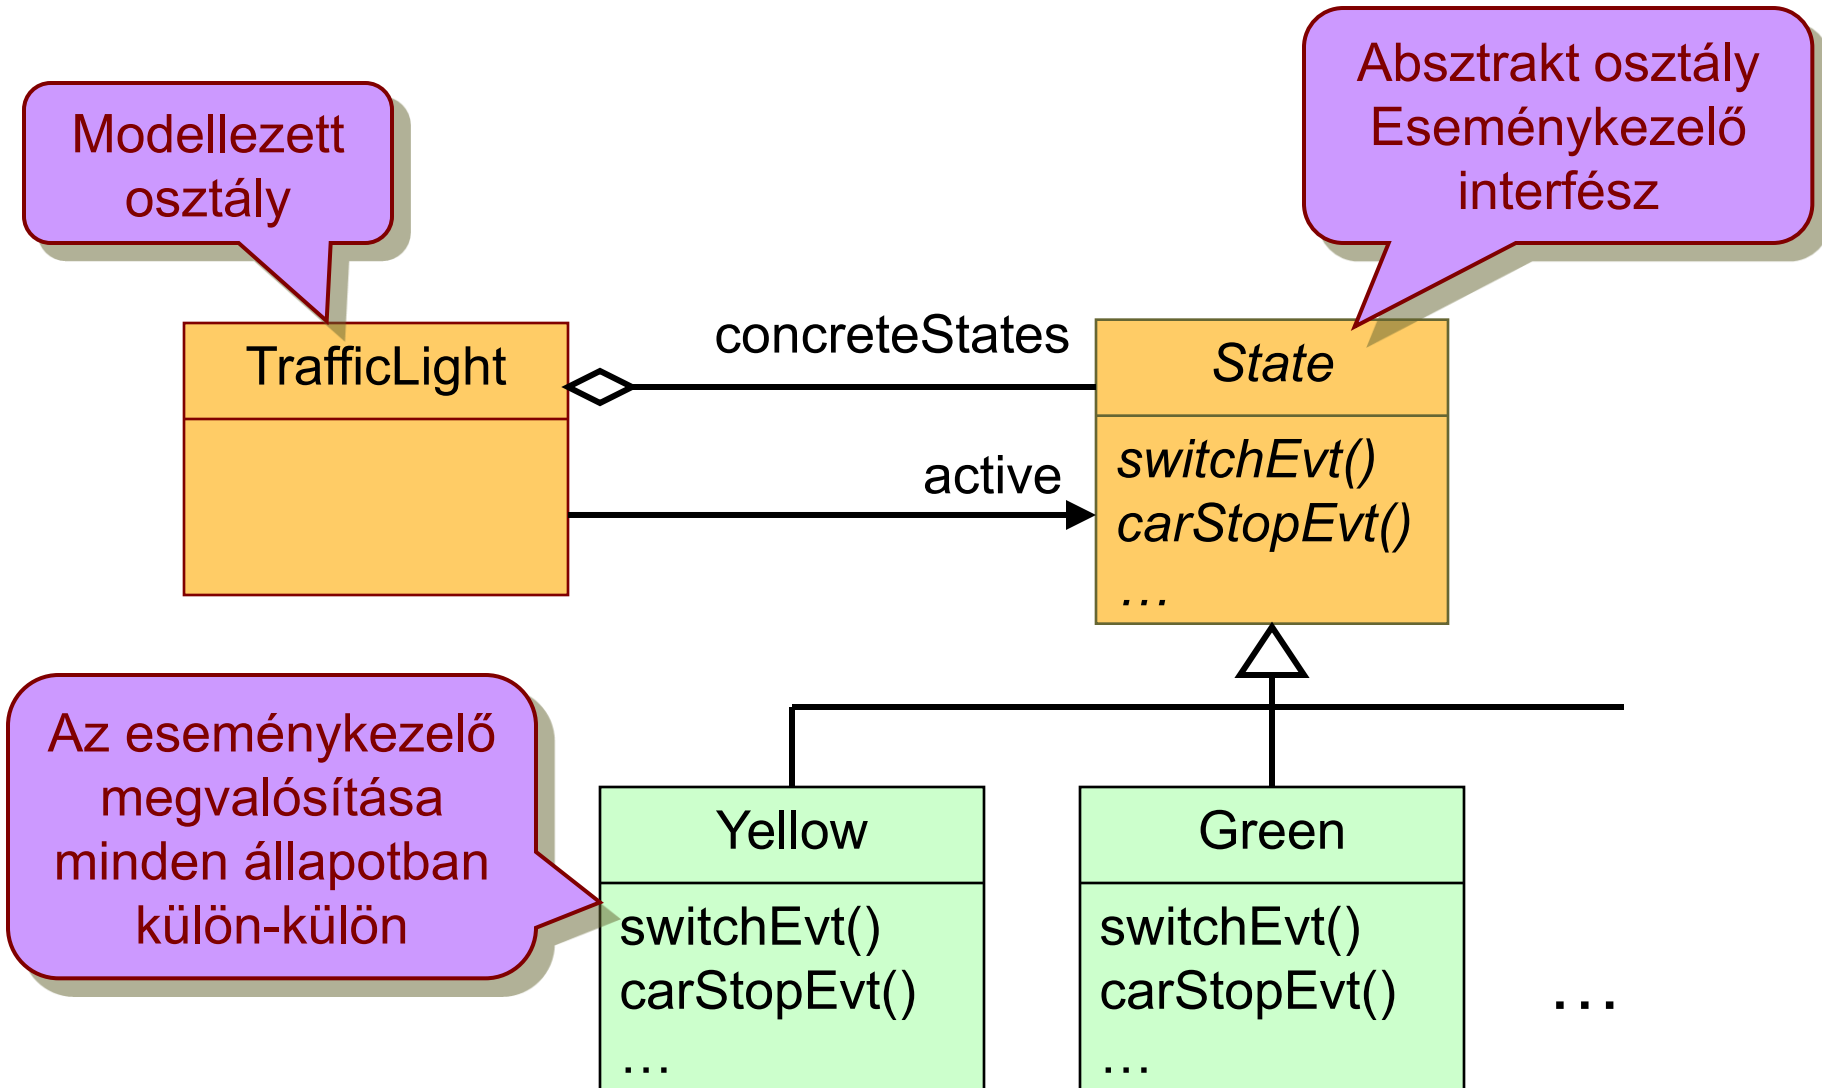 Modellezett
osztály
Absztrakt osztály
Eseménykezelő
interfész
TrafficLight
concreteStates
active
State
switchEvt()
carStopEvt()
…
Az eseménykezelő
megvalósítása
minden állapotban
külön-külön
Yellow
switchEvt()
carStopEvt()
…
Green
switchEvt()
carStopEvt()
…
…